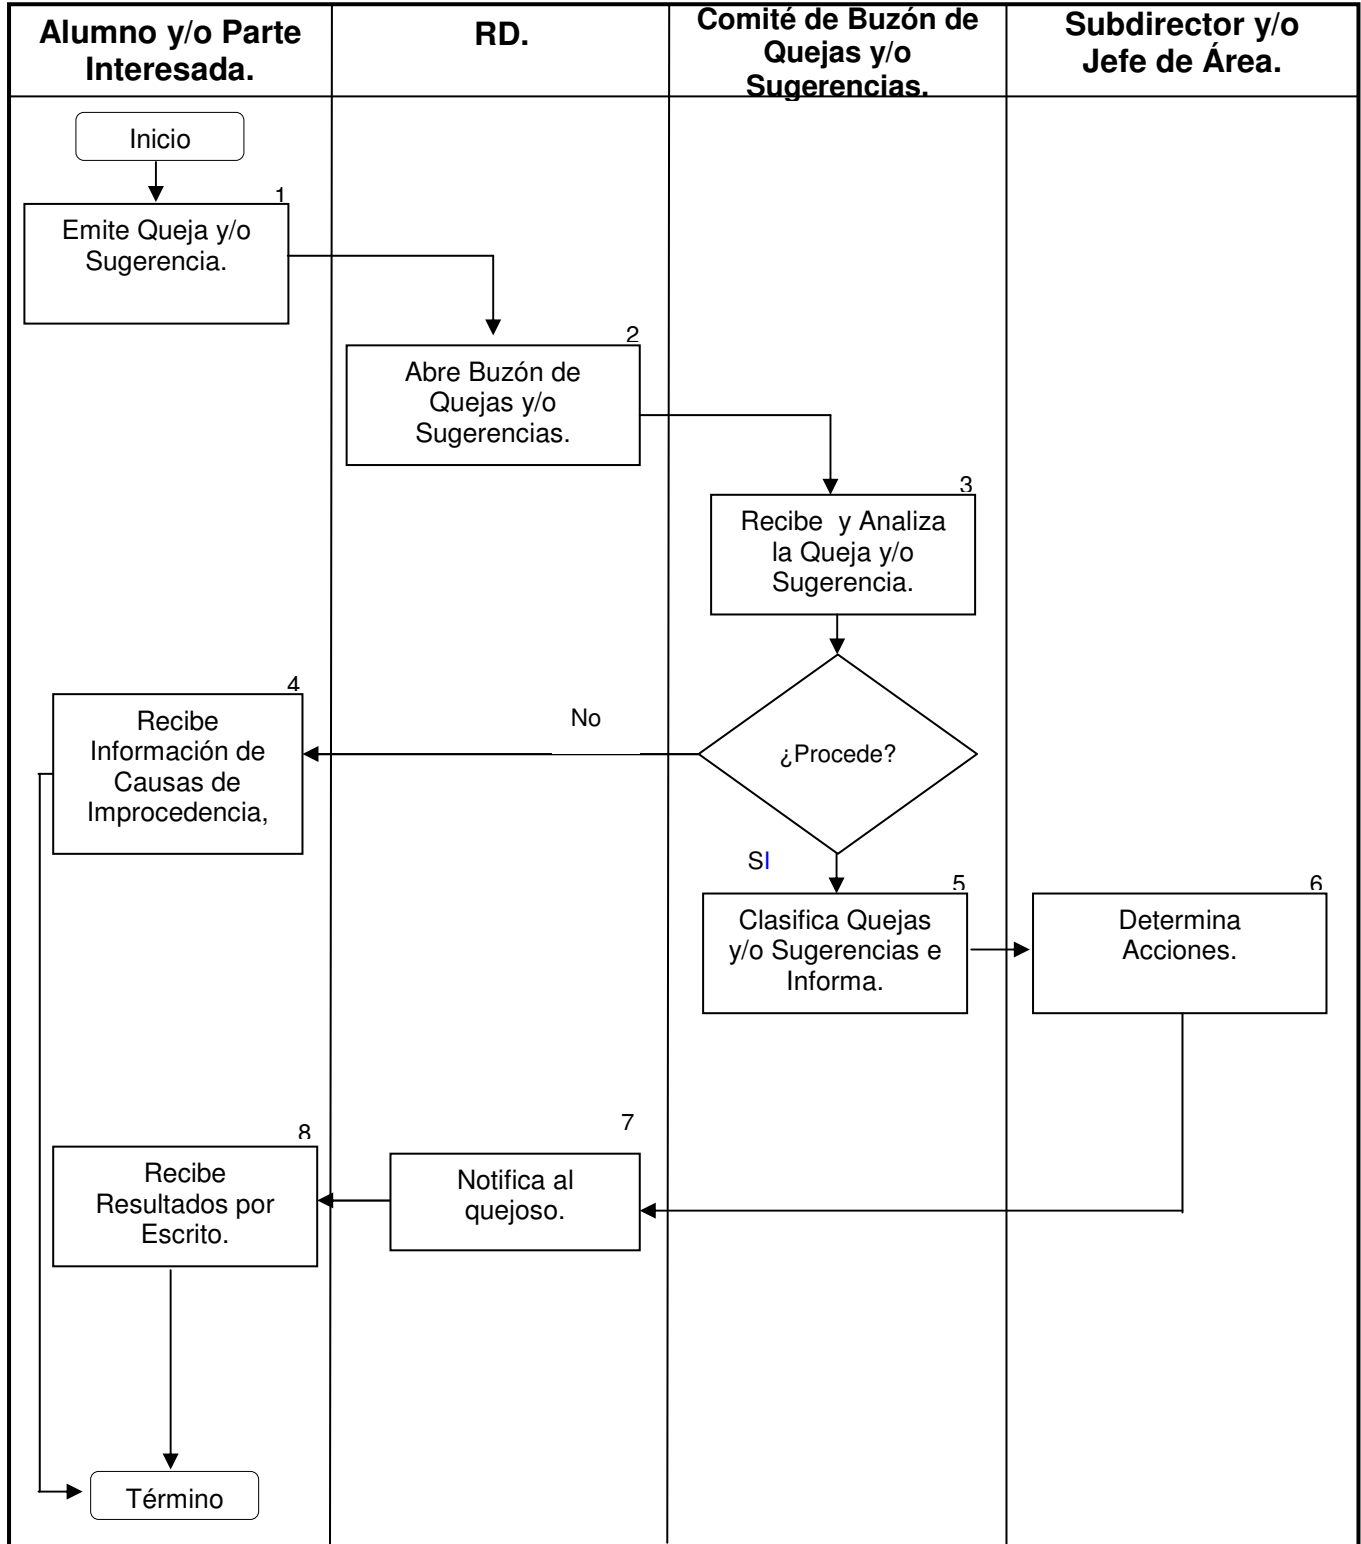 Alumno y/o Parte
Interesada.
RD.
Comité de Buzón de
Quejas y/o
Sugerencias.
Subdirector y/o
Jefe de Área.
Inicio
1
Emite Queja y/o
Sugerencia.
2
Abre Buzón de
Quejas y/o
Sugerencias.
3
Recibe y Analiza
la Queja y/o
Sugerencia.
¿Procede?
No
4
Recibe
Información de
Causas de
Improcedencia,
SI
5
Clasifica Quejas
y/o Sugerencias e
Informa.
6
Determina
Acciones.
7
Notifica al
quejoso.
8
Recibe
Resultados por
Escrito.
Término